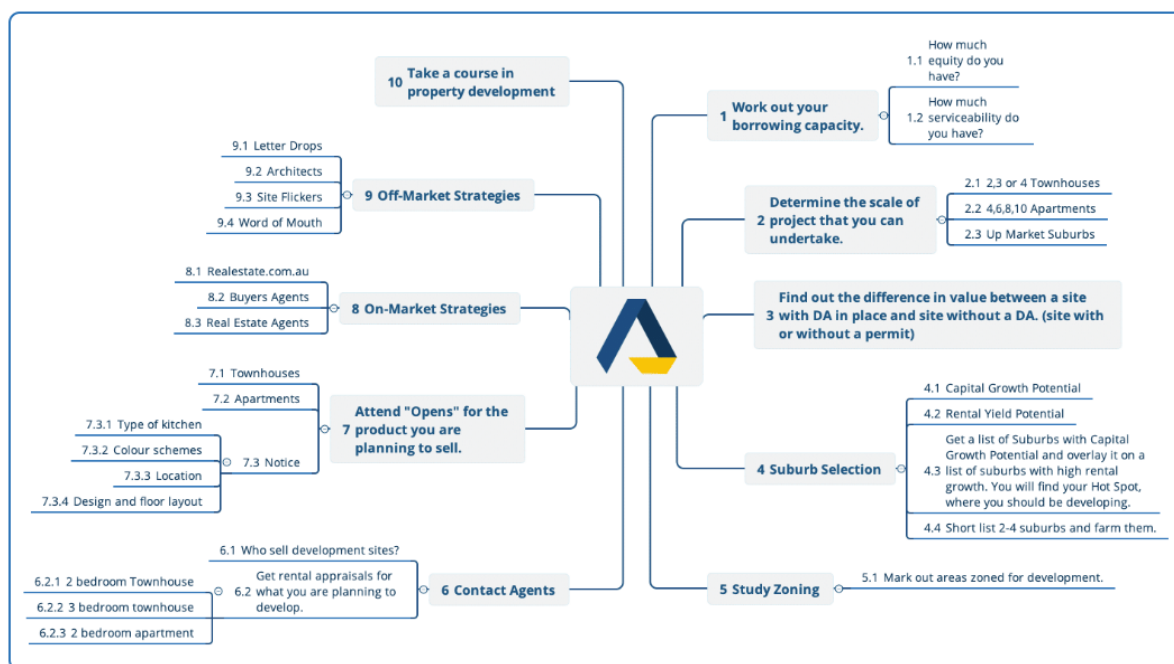 1 Work out your
borrowing capacity.
1.1 How much
equity do you
have?
1.2 How much
serviceability do
you have?
2 Determine the scale of
project that you can
undertake.
2.1 2,3 or 4 Townhouses
2.2 4,6,8,10 Apartments
2.3 Up Market Suburbs
3 Find out the difference in value between a site
with DA in place and site without a DA. (site with
or without a permit)
4 Suburb Selection
4.1 Capital Growth Potential
4.2 Rental Yield Potential
4.3 Get a list of Suburbs with Capital
Growth Potential and overlay it on a
list of suburbs with high rental
growth. You will find your Hot Spot,
where you should be developing.
4.4 Short list 2-4 suburbs and farm them.
5 Study Zoning
5.1 Mark out areas zoned for development.
6 Contact Agents
6.1 Who sell development sites?
6.2 Get rental appraisals for
what you are planning to
develop.
6.2.1 2 bedroom Townhouse
6.2.2 3 bedroom townhouse
6.2.3 2 bedroom apartment
7 Attend "Opens" for the
product you are
planning to sell.
7.1 Townhouses
7.2 Apartments
7.3 Notice
7.3.1 Type of kitchen
7.3.2 Colour schemes
7.3.3 Location
7.3.4 Design and floor layout
8 On-Market Strategies
8.1 Realestate.com.au
8.2 Buyers Agents
8.3 Real Estate Agents
9 Off-Market Strategies
9.1 Letter Drops
9.2 Architects
9.3 Site Flickers
9.4 Word of Mouth
10 Take a course in
property development